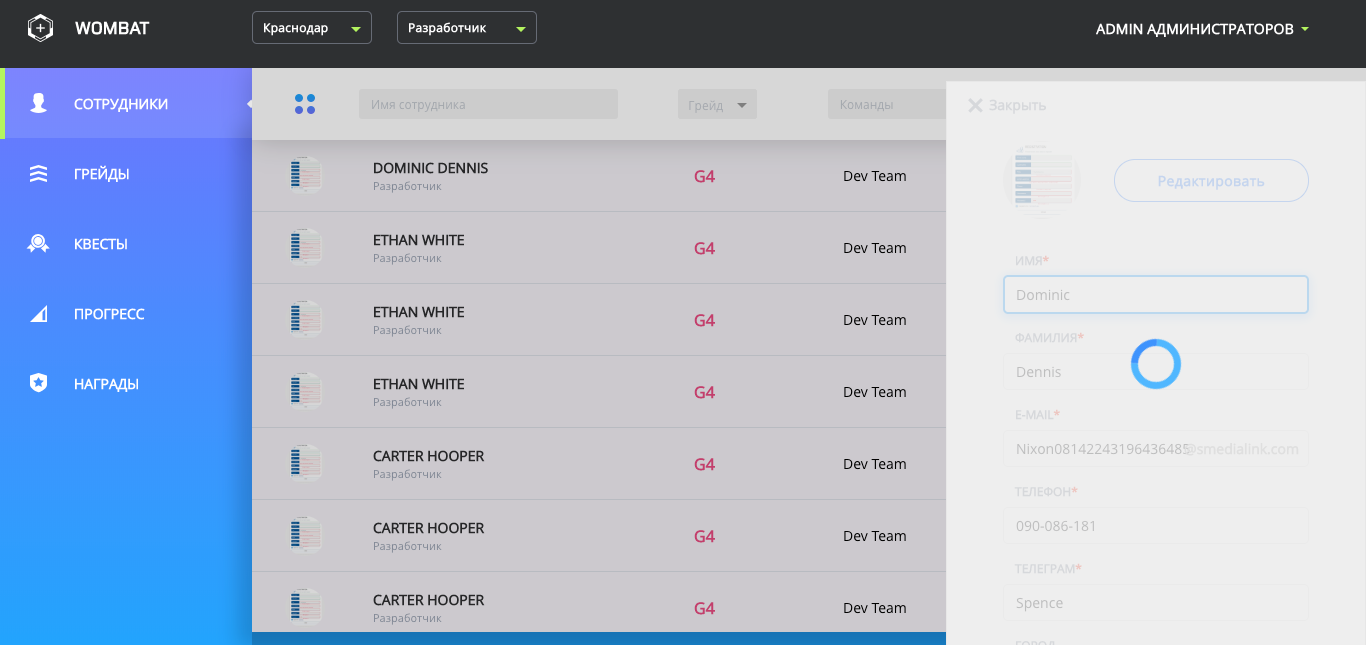 WOMBAT
Краснодар
Разработчик
ADMIN АДМИНИСТРАТОРОВ
СОТРУДНИКИ
ГРЕЙДЫ
КВЕСТЫ
ПРОГРЕСС
НАГРАДЫ
Имя сотрудника
Грейд
Команды
DOMINIC DENNIS
Разработчик
G4
Dev Team
ETHAN WHITE
Разработчик
G4
Dev Team
ETHAN WHITE
Разработчик
G4
Dev Team
ETHAN WHITE
Разработчик
G4
Dev Team
CARTER HOOPER
Разработчик
G4
Dev Team
CARTER HOOPER
Разработчик
G4
Dev Team
CARTER HOOPER
Разработчик
G4
Dev Team
Закрыть
Редактировать
ИМЯ*
Dominic
ФАМИЛИЯ*
Dennis
E-MAIL*
Nixon08142243196436485@smedialink.com
ТЕЛЕФОН*
090-086-181
ТЕЛЕГРАМ*
Spence
ГОРОД